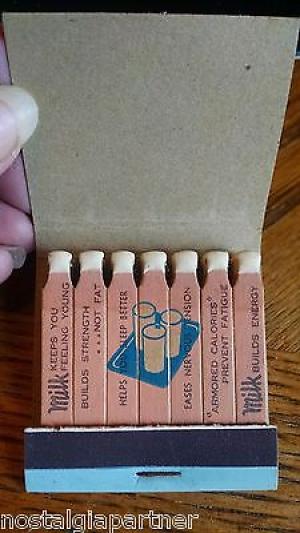 milk KEEPS YOU
FEELING YOUNG
BUILDS STRENGTH
...NOT FAT
HELPS YOU SLEEP BETTER
EASES NERVOUS TENSION
"ARMORED CALORIES"
PREVENT FATIGUE
milk BUILDS ENERGY
nostalgiapartner